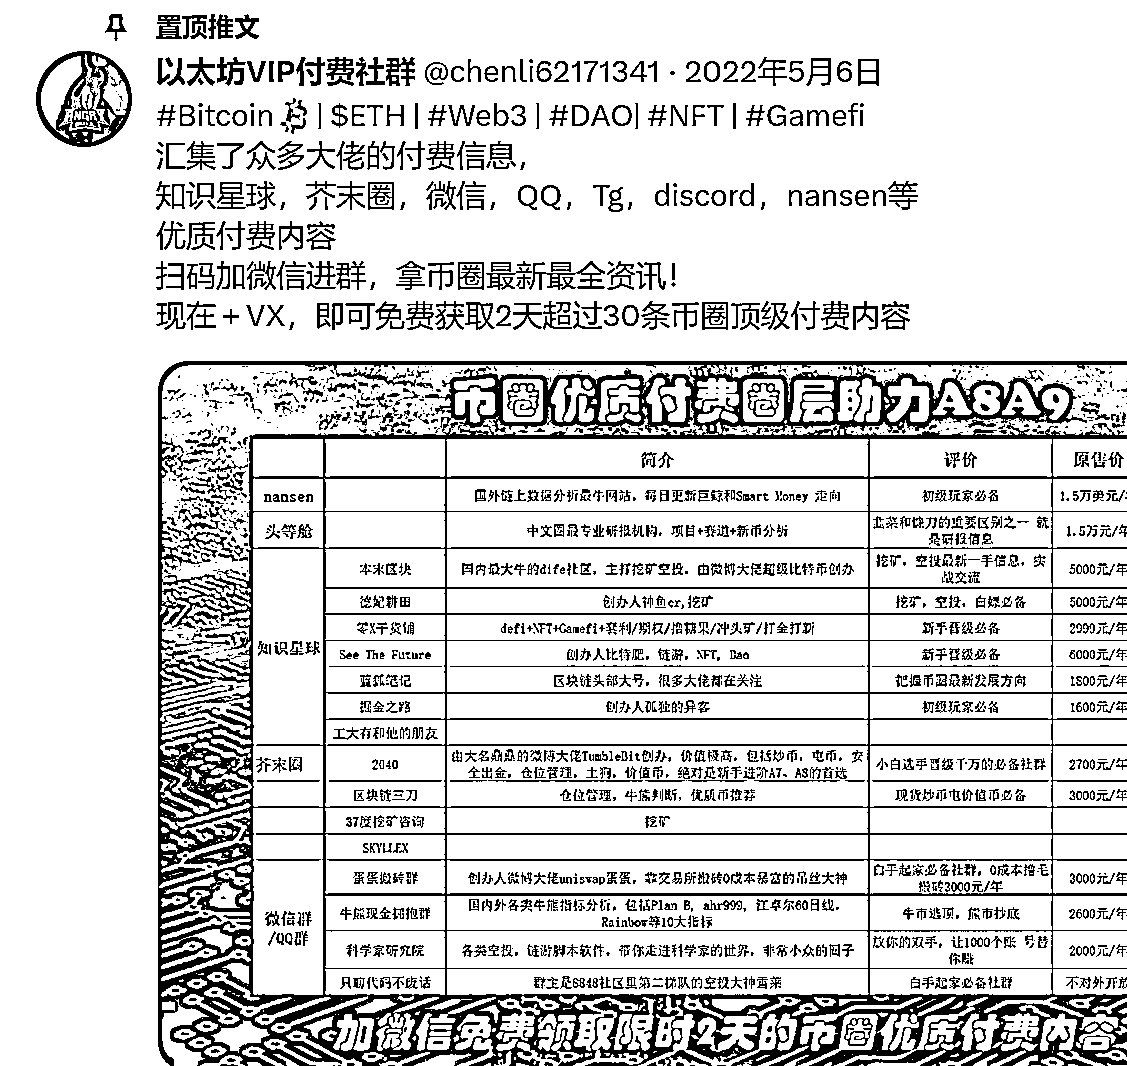 置顶推文
以太坊VIP付费社群 @chenli62171341 · 2022年5月6日
#Bitcoin | $ETH | #Web3 | #DAO| #NFT | #Gamefi
汇集了众多大佬的付费信息，
知识星球，芥末圈，微信，QQ，Tg，discord，nansen等
优质付费内容
扫码加微信进群，拿币圈最新最全资讯！
现在＋VX，即可免费获取2天超过30条币圈顶级付费内容
币圈优质付费圈层助力A8A9
简介 评价 原售价
nansen 国外链上数据分析最牛网站，每日更新巨鲸和Smart Money 走向 初级玩家必备 1.5万美元/
头等舱 中文圈最专业研报机构，项目+赛道+新币分析 韭菜和镰刀的重要区别之一 就是研报信息 1.5万元/年
知识星球
本末区块 国内最大牛的dife社区，主打挖矿空投，由微博大佬超级比特币创办 挖矿，空投最新一手信息，实战交流 5000元/年
德妃耕田 创办人神鱼cr,挖矿 挖矿，空投，白嫖必备 5000元/年
零X干货铺 defi+NFT+Gamefi+套利/期权/撸糖果/冲头矿/打金打新 新手晋级必备 2999元/年
See The Future 创办人比特肥，链游，NFT，Dao 新手晋级必备 6000元/年
蓝狐笔记 区块链头部大号，很多大佬都在关注 把握币圈最新发展方向 1800元/年
掘金之路 创办人孤独的异客 初级玩家必备 1600元/年
工大有和他的朋友
芥末圈 2040 由大名鼎鼎的微博大佬TumbleBit创办，价值极高，包括炒币，屯币，安全出金，仓位管理，土狗，价值币，绝对是新手进阶A7、A8的首选 小白选手晋级千万的必备社群 2700元/年
区块链三刀 仓位管理，牛熊判断，优质币推荐 现货炒币屯价值币必备 3000元/年
37度挖矿咨询 挖矿
SKYLLEX
微信群/QQ群
蛋蛋搬砖群 创办人微博大佬uniswap蛋蛋，靠交易所搬砖0成本暴富的吊丝大神 白手起家必备社群，0成本撸毛搬砖3000元/年 3000元/年
牛熊现金拥抱群 国内外各类牛熊指标分析，包括Plan B，ahr999，江卓尔60日线，Rainbow等10大指标 牛市逃顶，熊市抄底 2600元/年
科学家研究院 各类空投，链游脚本软件，带你走进科学家的世界，非常小众的圈子 放你的双手，让1000个账 号替你赚 2000元/年
只聊代码不废话 群主是8848社区里第二梯队的空投大神雪莱 白手起家必备社群 不对外开放
加微信免费领取限时2天的币圈优质付费内容